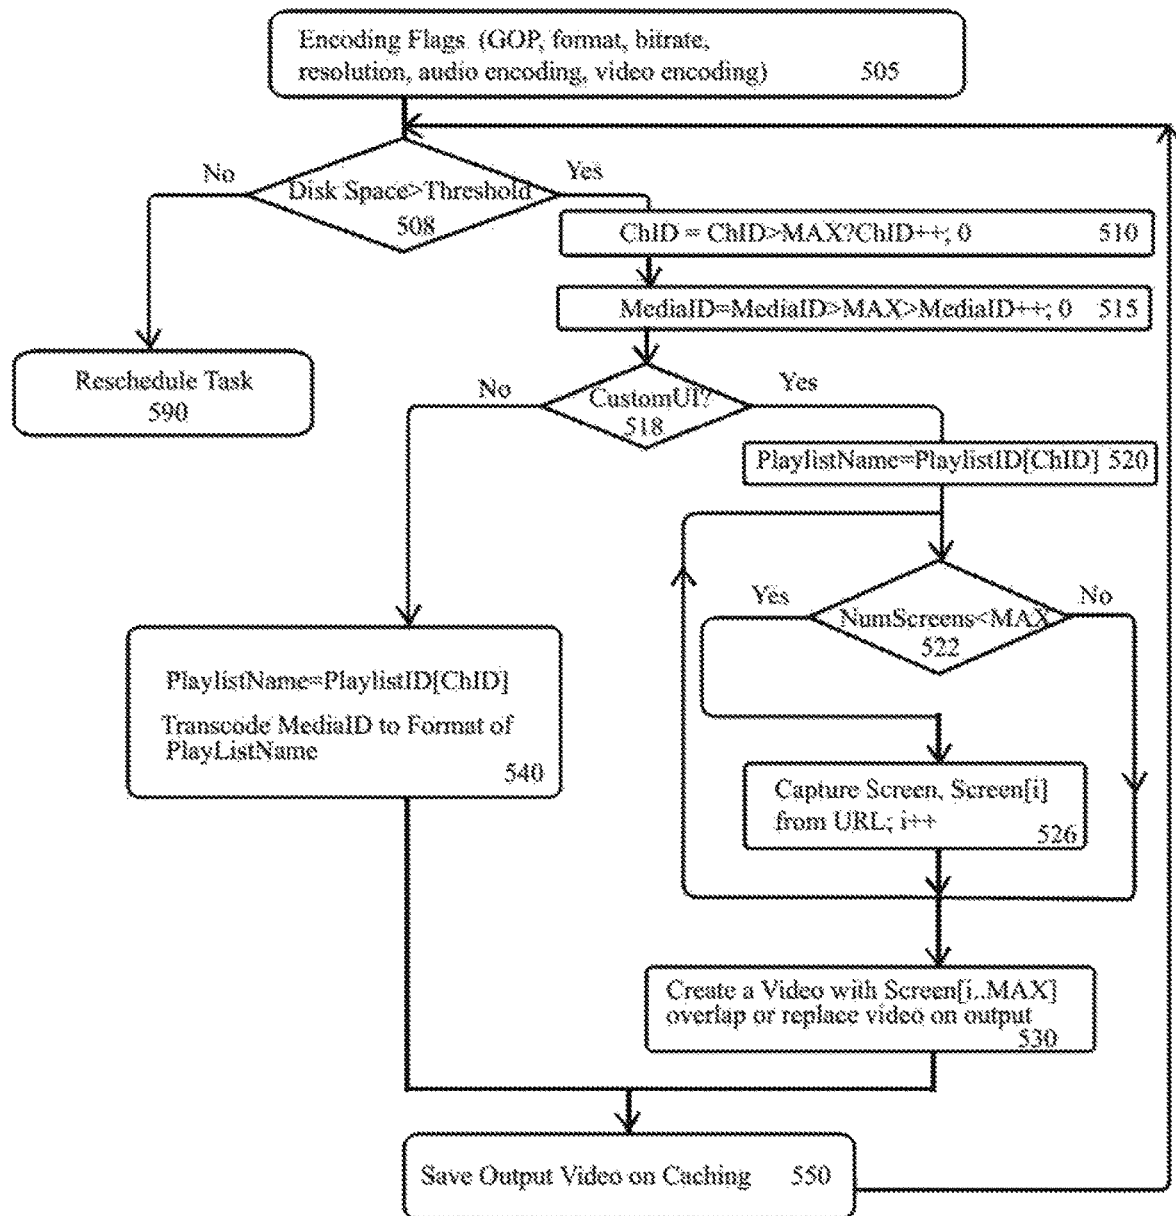 Encoding Flags (GOP, format, bitrate,
resolution, audio encoding, video encoding) 505
No
Yes
Disk Space>Threshold
508
ChID = ChID>MAX?ChID++; 0 510
MediaID=MediaID>MAX>MediaID++; 0 515
Reschedule Task
590
No
Yes
CustomUI?
518
PlaylistName=PlaylistID[ChID] 520
Yes
No
NumScreens<MAX
522
PlaylistName=PlaylistID[ChID]
Transcode MediaID to Format of
PlayListName
540
Capture Screen, Screen[i]
from URL; i++
526
Create a Video with Screen[i..MAX]
overlap or replace video on output
530
Save Output Video on Caching 550